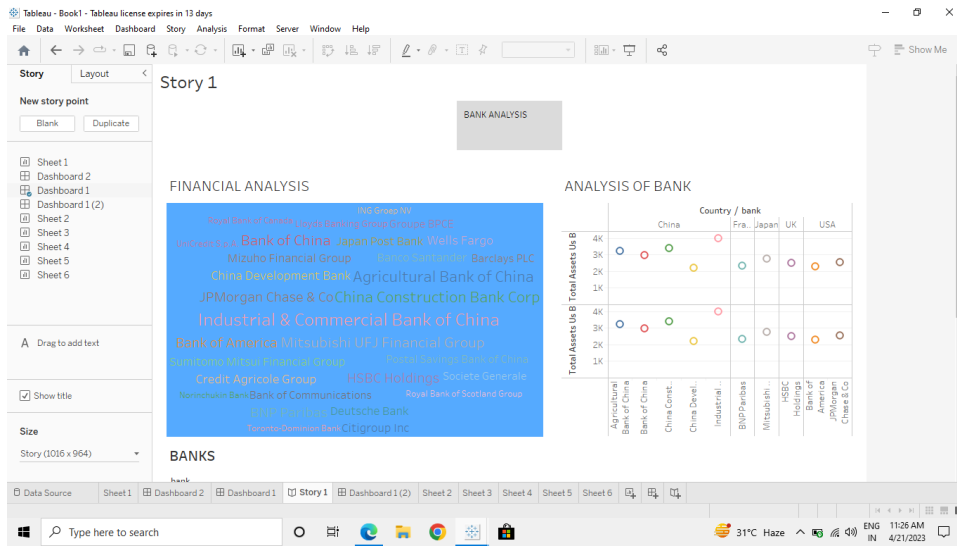 Tableau - Book1 - Tableau license expires in 13 days
File Data Worksheet Dashboard Story Analysis Format Server Window Help
Show Me
Story Layout
New story point
Blank Duplicate
Sheet 1
Dashboard 2
Dashboard 1
Dashboard 1 (2)
Sheet 2
Sheet 3
Sheet 4
Sheet 5
Sheet 6
A Drag to add text
Show title
Size
Story (1016 x 964)
Story 1
BANK ANALYSIS
FINANCIAL ANALYSIS
ING Groep NV
Royal Bank of Canada Lloyds Banking Group Groupe BPCE
UniCredit S.p.A. Bank of China Japan Post Bank Wells Fargo
Mizuho Financial Group Banco Santander Barclays PLC
China Development Bank Agricultural Bank of China
JPMorgan Chase & Co China Construction Bank Corp
Industrial & Commercial Bank of China
Bank of America Mitsubishi UFJ Financial Group
Sumitomo Mitsui Financial Group Postal Savings Bank of China
Credit Agricole Group HSBC Holdings Societe Generale
Norinchukin Bank Bank of Communications Royal Bank of Scotland Group
BNP Paribas Deutsche Bank
Toronto-Dominion Bank Citigroup Inc
BANKS
bank
ANALYSIS OF BANK
Country / bank
China Fra.. Japan UK USA
Total Assets Us B
4K
3K
2K
1K
Total Assets Us B
4K
3K
2K
1K
Agricultural Bank of China
Bank of China
China Const..
China Devel..
Industrial ..
BNP Paribas
Mitsubishi ..
HSBC Holdings
Bank of America
JPMorgan Chase & Co
Data Source Sheet 1 Dashboard 2 Dashboard 1 Story 1 Dashboard 1 (2) Sheet 2 Sheet 3 Sheet 4 Sheet 5 Sheet 6
Type here to search
31°C Haze
ENG IN
11:26 AM
4/21/2023